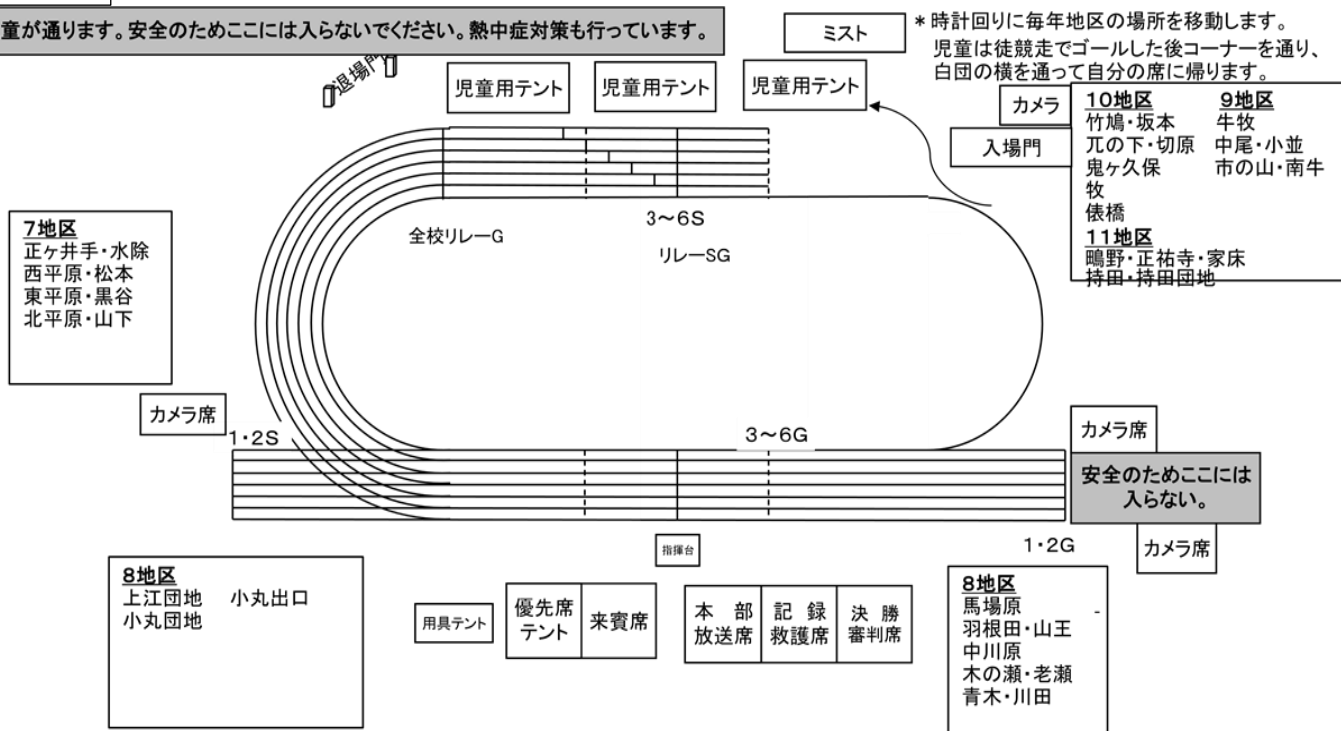 童が通ります。安全のためここには入らないでください。熱中症対策も行っています。
ミスト
＊時計回りに毎年地区の場所を移動します。
児童は徒競走でゴールした後コーナーを通り、
白団の横を通って自分の席に帰ります。
退場門
児童用テント
児童用テント
児童用テント
カメラ
入場門
10地区
竹鳩・坂本
兀の下・切原
鬼ヶ久保
牧
俵橋
9地区
牛牧
中尾・小並
市の山・南牛
11地区
鴫野・正祐寺・家床
持田・持田団地
7地区
正ヶ井手・水除
西平原・松本
東平原・黒谷
北平原・山下
全校リレーG
3～6S
リレーSG
カメラ席
1・2S
3～6G
カメラ席
安全のためここには
入らない。
カメラ席
1・2G
指揮台
8地区
上江団地 小丸出口
小丸団地
用具テント
優先席
テント
来賓席
本 部
放送席
記 録
救護席
決 勝
審判席
8地区
馬場原 -
羽根田・山王
中川原
木の瀬・老瀬
青木・川田